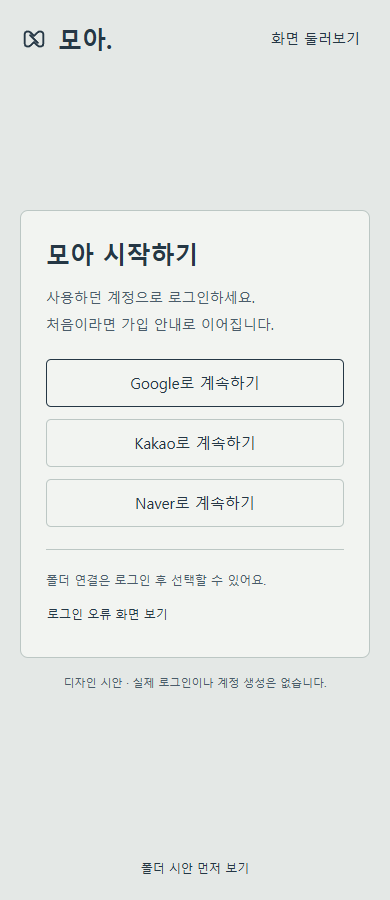 모아.
화면 둘러보기
모아 시작하기
사용하던 계정으로 로그인하세요.
처음이라면 가입 안내로 이어집니다.
Google로 계속하기
Kakao로 계속하기
Naver로 계속하기
폴더 연결은 로그인 후 선택할 수 있어요.
로그인 오류 화면 보기
디자인 시안 · 실제 로그인이나 계정 생성은 없습니다.
폴더 시안 먼저 보기